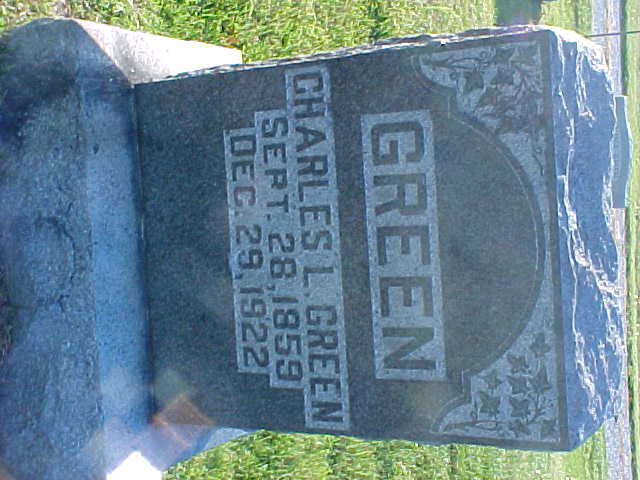 GREEN
CHARLES L. GREEN
SEPT. 28, 1859
DEC. 29, 1922